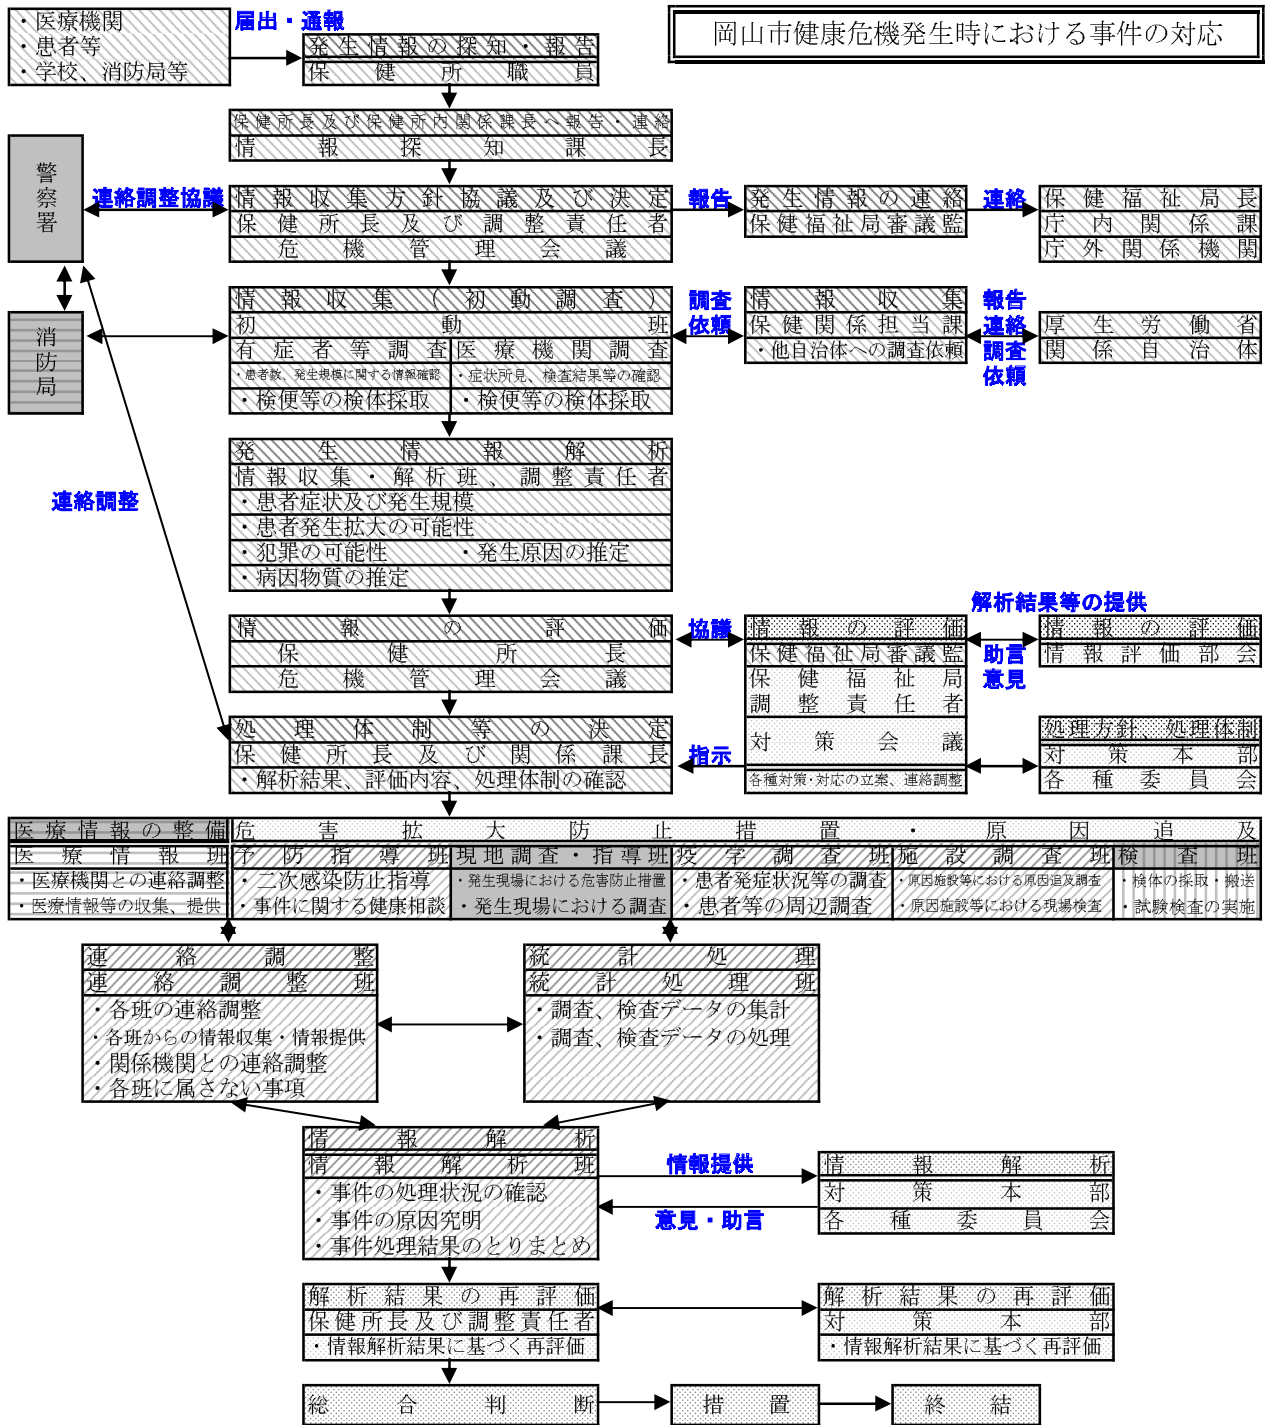 岡山市健康危機発生時における事件の対応
・医療機関
・患者等
・学校、消防局等
届出・通報
発生情報の探知・報告
保健所職員
保健所長及び保健所内関係課長へ報告・連絡
情報探知課長
警察署
連絡調整協議
情報収集方針協議及び決定
保健所長及び調整責任者
危機管理会議
報告
発生情報の連絡
保健福祉局審議監
連絡
保健福祉局長
庁内関係課
庁外関係機関
消防局
情報収集(初動調査)
初動班
有症者等調査
医療機関調査
・患者数、発生規模に関する情報確認
・症状所見、検査結果等の確認
・検便等の検体採取
・検便等の検体採取
調査
依頼
情報収集
保健関係担当課
・他自治体への調査依頼
報告
連絡
調査
依頼
厚生労働省
関係自治体
連絡調整
発生情報解析
情報収集・解析班、調整責任者
・患者症状及び発生規模
・患者発生拡大の可能性
・犯罪の可能性
・発生原因の推定
・病因物質の推定
情報の評価
保健所長
危機管理会議
協議
情報の評価
保健福祉局審議監
保健福祉局
調整責任者
対策会議
各種対策・対応の立案、連絡調整
解析結果等の提供
助言
意見
情報の評価
情報評価部会
処理体制等の決定
保健所長及び関係課長
・解析結果、評価内容、処理体制の確認
指示
処理方針、処理体制
対策本部
各種委員会
医療情報の整備
危害拡大防止措置・原因追及
医療情報班
予防指導班
現地調査・指導班
疫学調査班
施設調査班
検査班
・医療機関との連絡調整
・二次感染防止指導
・発生現場における危害防止措置
・患者発症状況等の調査
・原因施設等における原因追及調査
・検体の採取・搬送
・医療情報等の収集、提供
・事件に関する健康相談
・発生現場における調査
・患者等の周辺調査
・原因施設等における現場検査
・試験検査の実施
連絡調整
連絡調整班
・各班の連絡調整
・各班からの情報収集・情報提供
・関係機関との連絡調整
・各班に属さない事項
統計処理
統計処理班
・調査、検査データの集計
・調査、検査データの処理
情報解析
情報解析班
・事件の処理状況の確認
・事件の原因究明
・事件処理結果のとりまとめ
情報提供
意見・助言
情報解析
対策本部
各種委員会
解析結果の再評価
保健所長及び調整責任者
・情報解析結果に基づく再評価
解析結果の再評価
対策本部
・情報解析結果に基づく再評価
総合判断
措置
終結